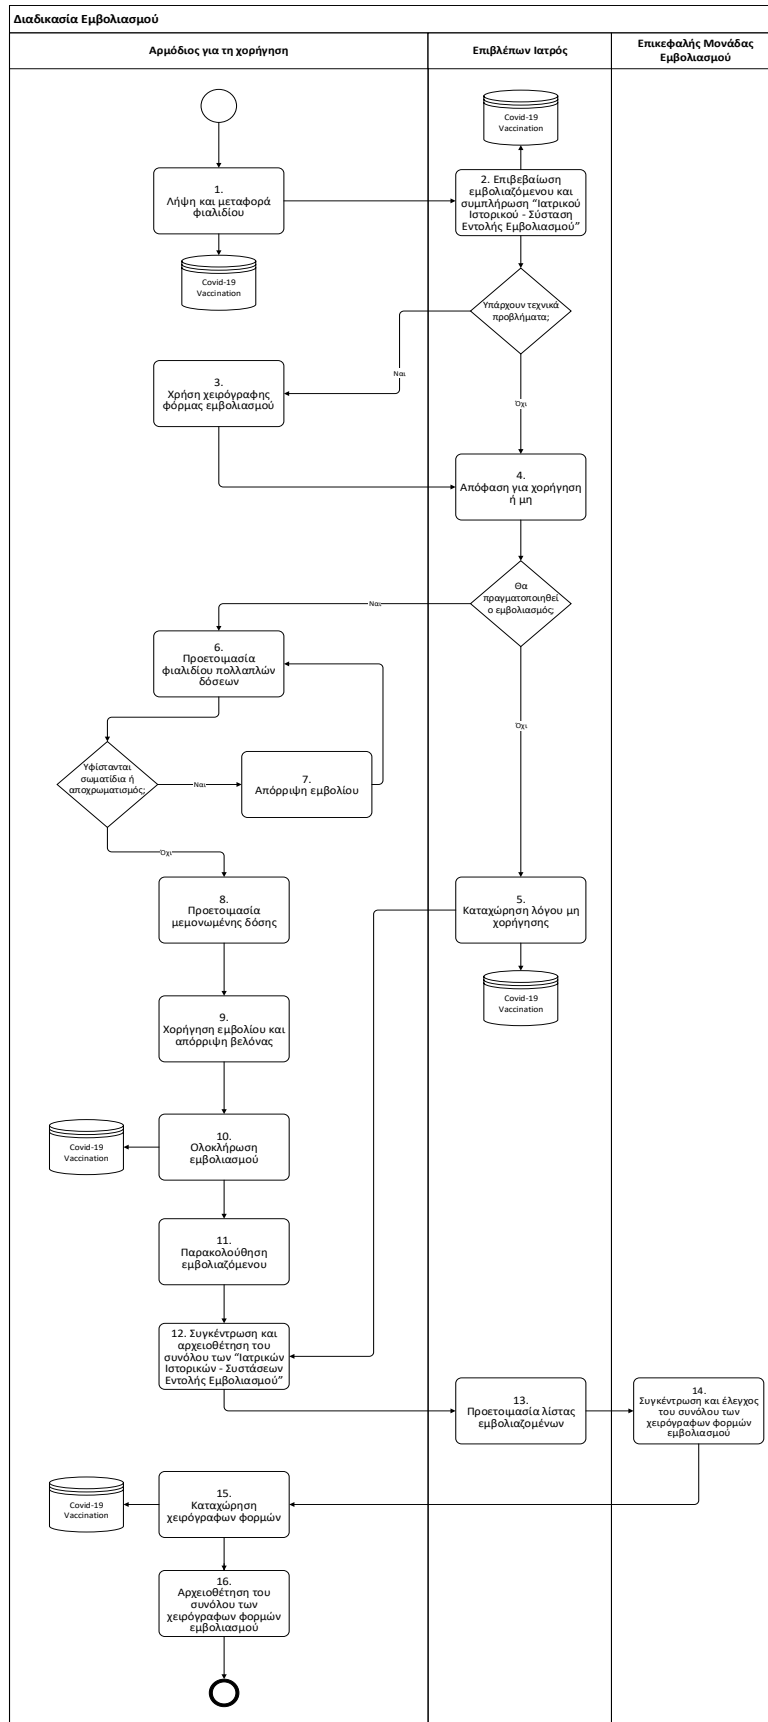 Διαδικασία Εμβολιασμού
Αρμόδιος για τη χορήγηση
Επιβλέπων Ιατρός
Επικεφαλής Μονάδας
Εμβολιασμού
Covid-19
Vaccination
1.
Λήψη και μεταφορά
φιαλιδίου
2. Επιβεβαίωση
εμβολιαζόμενου και
συμπλήρωση “Ιατρικού
Ιστορικού - Σύσταση
Εντολής Εμβολιασμού”
Covid-19
Vaccination
Υπάρχουν τεχνικά
προβλήματα;
Ναι
3.
Χρήση χειρόγραφης
φόρμας εμβολιασμού
Όχι
4.
Απόφαση για χορήγηση
ή μη
Θα
πραγματοποιηθεί
ο εμβολιασμός;
Ναι
6.
Προετοιμασία
φιαλιδίου πολλαπλών
δόσεων
Όχι
Υφίστανται
σωματίδια ή
αποχρωματισμός;
Ναι
7.
Απόρριψη εμβολίου
Όχι
8.
Προετοιμασία
μεμονωμένης δόσης
5.
Καταχώρηση λόγου μη
χορήγησης
Covid-19
Vaccination
9.
Χορήγηση εμβολίου και
απόρριψη βελόνας
Covid-19
Vaccination
10.
Ολοκλήρωση
εμβολιασμού
11.
Παρακολούθηση
εμβολιαζόμενου
12. Συγκέντρωση και
αρχειοθέτηση του
συνόλου των “Ιατρικών
Ιστορικών - Συστάσεων
Εντολής Εμβολιασμού”
13.
Προετοιμασία λίστας
εμβολιαζομένων
14.
Συγκέντρωση και έλεγχος
του συνόλου των
χειρόγραφων φορμών
εμβολιασμού
Covid-19
Vaccination
15.
Καταχώρηση
χειρόγραφων φορμών
16.
Αρχειοθέτηση του
συνόλου των
χειρόγραφων φορμών
εμβολιασμού